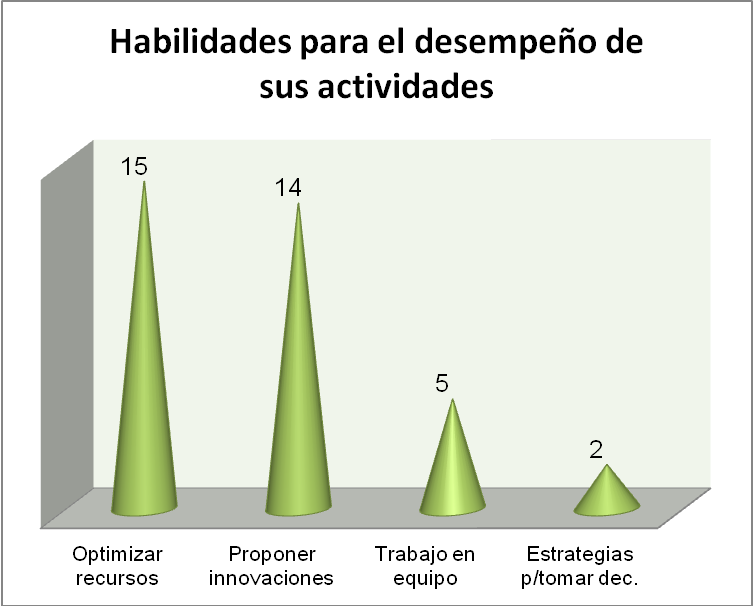 Habilidades para el desempeño de
sus actividades
15
14
5
2
Optimizar
recursos
Proponer
innovaciones
Trabajo en
equipo
Estrategias
p/tomar dec.